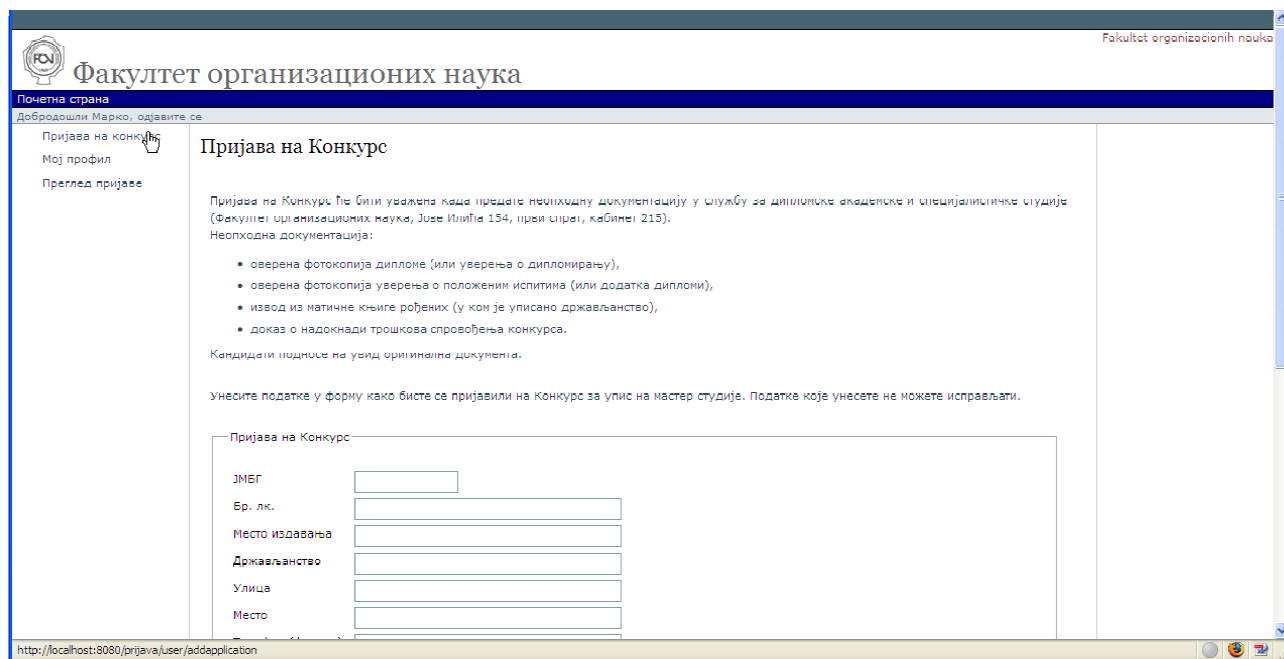 Fakultet organizacionih nauka
FON
Факултет организационих наука
Почетна страна
Добродошли Марко, одјавите се
Пријава на конкурс
Мој профил
Преглед пријаве
Пријава на Конкурс
Пријава на Конкурс ће бити уважена када предате неопходну документацију у службу за дипломске академске и специјалистичке студије
(Факултет организационих наука, Јове Илића 154, први спрат, кабинет 215).
Неопходна документација:
• оверена фотокопија дипломе (или уверења о дипломирању),
• оверена фотокопија уверења о положеним испитима (или додатка дипломи),
• извод из матичне књиге рођених (у ком је уписано држављанство),
• доказ о надокнади трошкова спровођења конкурса.
Кандидати подносе на увид оригинална документа.
Унесите податке у форму како бисте се пријавили на Конкурс за упис на мастер студије. Податке које унесете не можете исправљати.
Пријава на Конкурс
ЈМБГ
Бр. лк.
Место издавања
Држављанство
Улица
Место
http://localhost:8080/prijava/user/addapplication